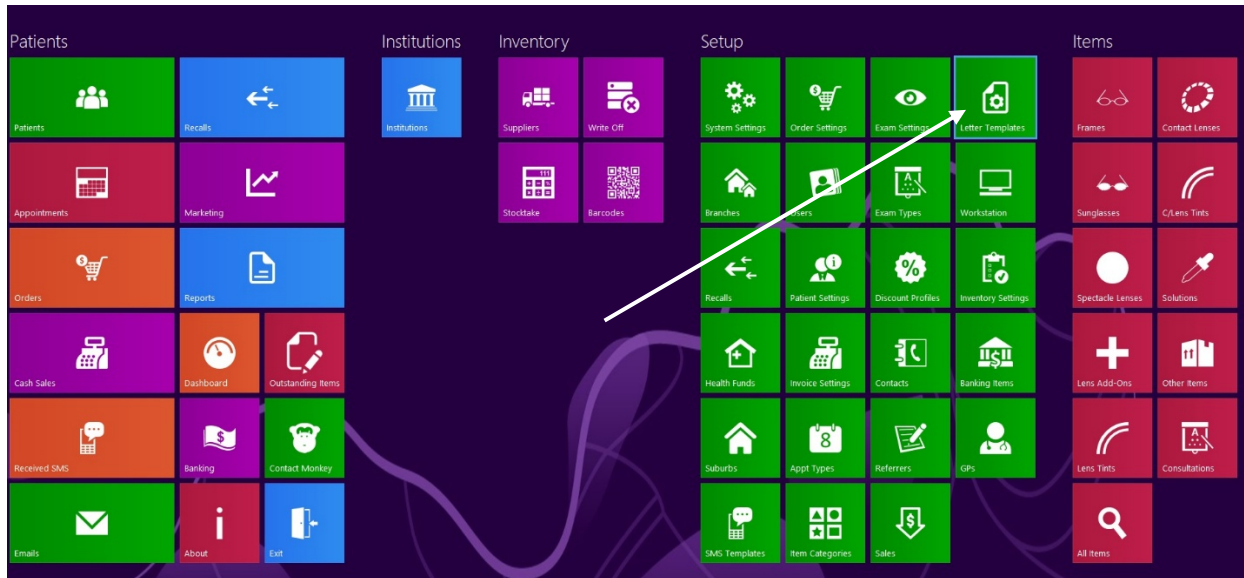 Patients
Institutions
Inventory
Setup
Items
Patients
Recalls
Institutions
Suppliers
Write Off
System Settings
Order Settings
Exam Settings
Letter Templates
Frames
Contact Lenses
Appointments
Marketing
Stocktake
Barcodes
Branches
Users
Exam Types
Workstation
Sunglasses
C/Lens Tints
Orders
Reports
Recalls
Patient Settings
Discount Profiles
Inventory Settings
Spectacle Lenses
Solutions
Cash Sales
Dashboard
Outstanding Items
Health Funds
Invoice Settings
Contacts
Banking Items
Lens Add-Ons
Other Items
Received SMS
Banking
Contact Monkey
Suburbs
8
Appt Types
Referrers
GPs
Lens Tints
Consultations
Emails
About
Exit
SMS Templates
Item Categories
Sales
All Items